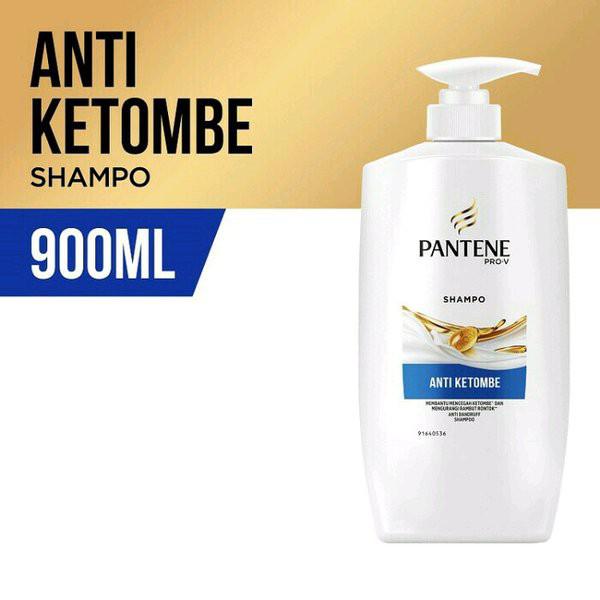 ANTI
KETOMBE
SHAMPO
900ML
PANTENE
PRO-V
SHAMPO
ANTI KETOMBE
MEMBANTU MENCEGAH KETOMBE* DAN
MENGURANGI RAMBUT RONTOK**
ANTI DANDRUFF
SHAMPOO
91640536